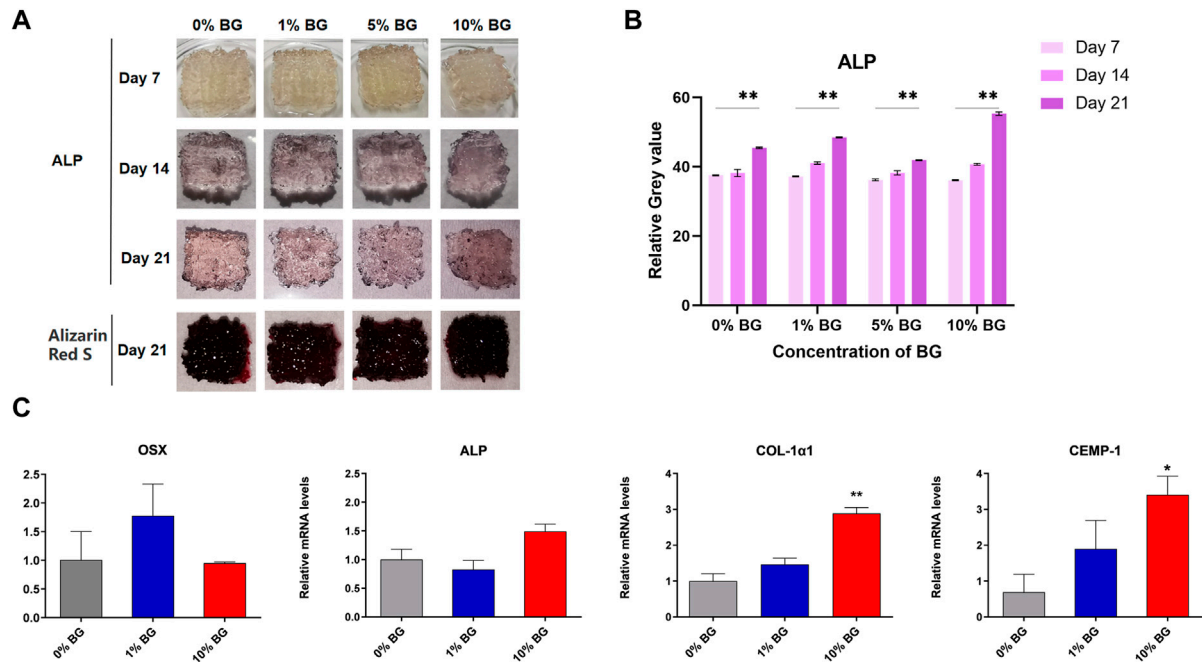 A
0% BG 1% BG 5% BG 10% BG
ALP
Day 7
Day 14
Day 21
Alizarin
Red S
Day 21
B
ALP
Day 7
Day 14
Day 21
** ** ** **
Relative Grey value
60
40
20
0
0% BG 1% BG 5% BG 10% BG
Concentration of BG
C
OSX
2.5
2.0
1.5
1.0
0.5
0.0
0% BG 1% BG 10% BG
ALP
Relative mRNA levels
2.5
2.0
1.5
1.0
0.5
0.0
0% BG 1% BG 10% BG
COL-1α1
Relative mRNA levels
4
3
2
1
0
**
0% BG 1% BG 10% BG
CEMP-1
Relative mRNA levels
4
3
2
1
0
*
0% BG 1% BG 10% BG